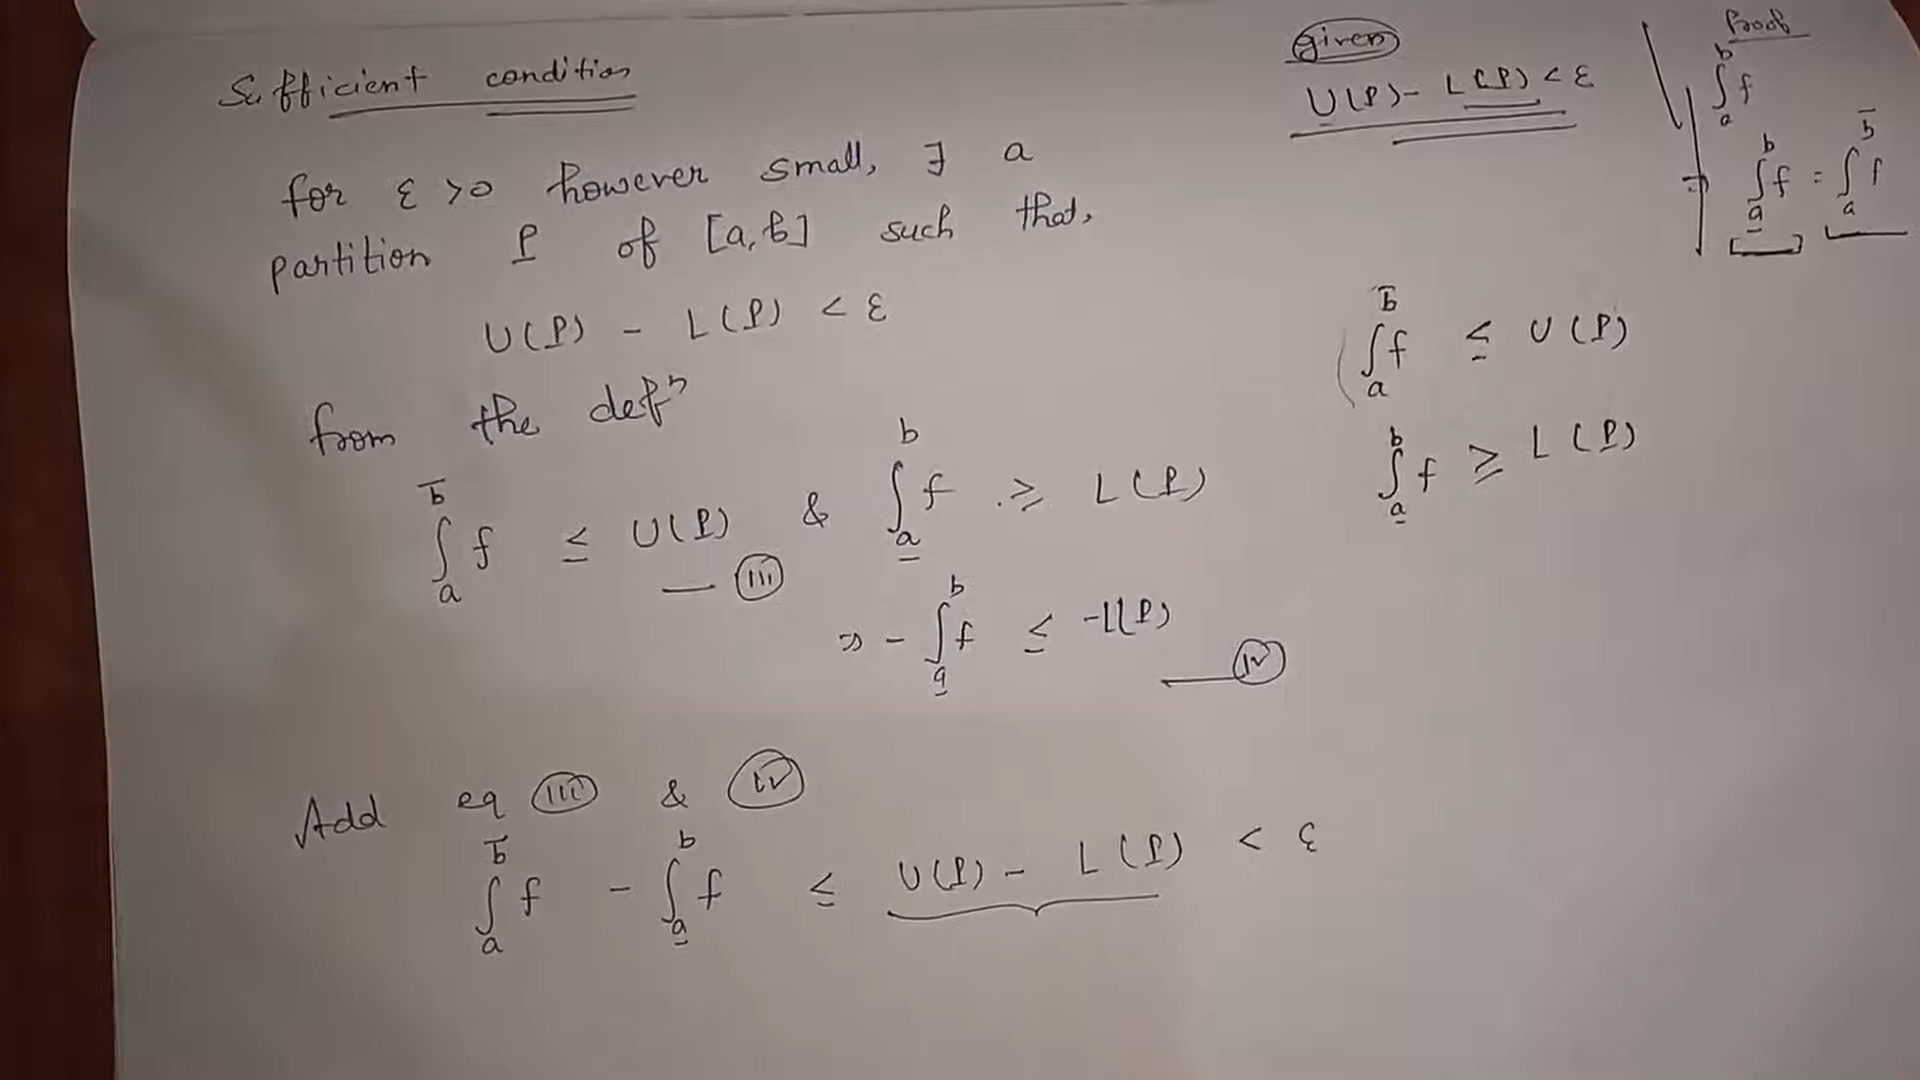 Sufficient condition
for ε > 0 however small, ∃ a
partition P of [a, b] such that,
U(P) - L(P) < ε
from the defⁿ
∫_a^b̅ f ≤ U(P) & ∫_a̲^b f ≥ L(P)
— (iii)
⇒ - ∫_a̲^b f ≤ -L(P)
— (iv)
Add eq (iii) & (iv)
∫_a^b̅ f - ∫_a̲^b f ≤ U(P) - L(P) < ε
given
U(P) - L(P) < ε
Proof
∫_a^b f
⇒ ∫_a̲^b f = ∫_a^b̅ f
∫_a^b̅ f ≤ U(P)
∫_a̲^b f ≥ L(P)